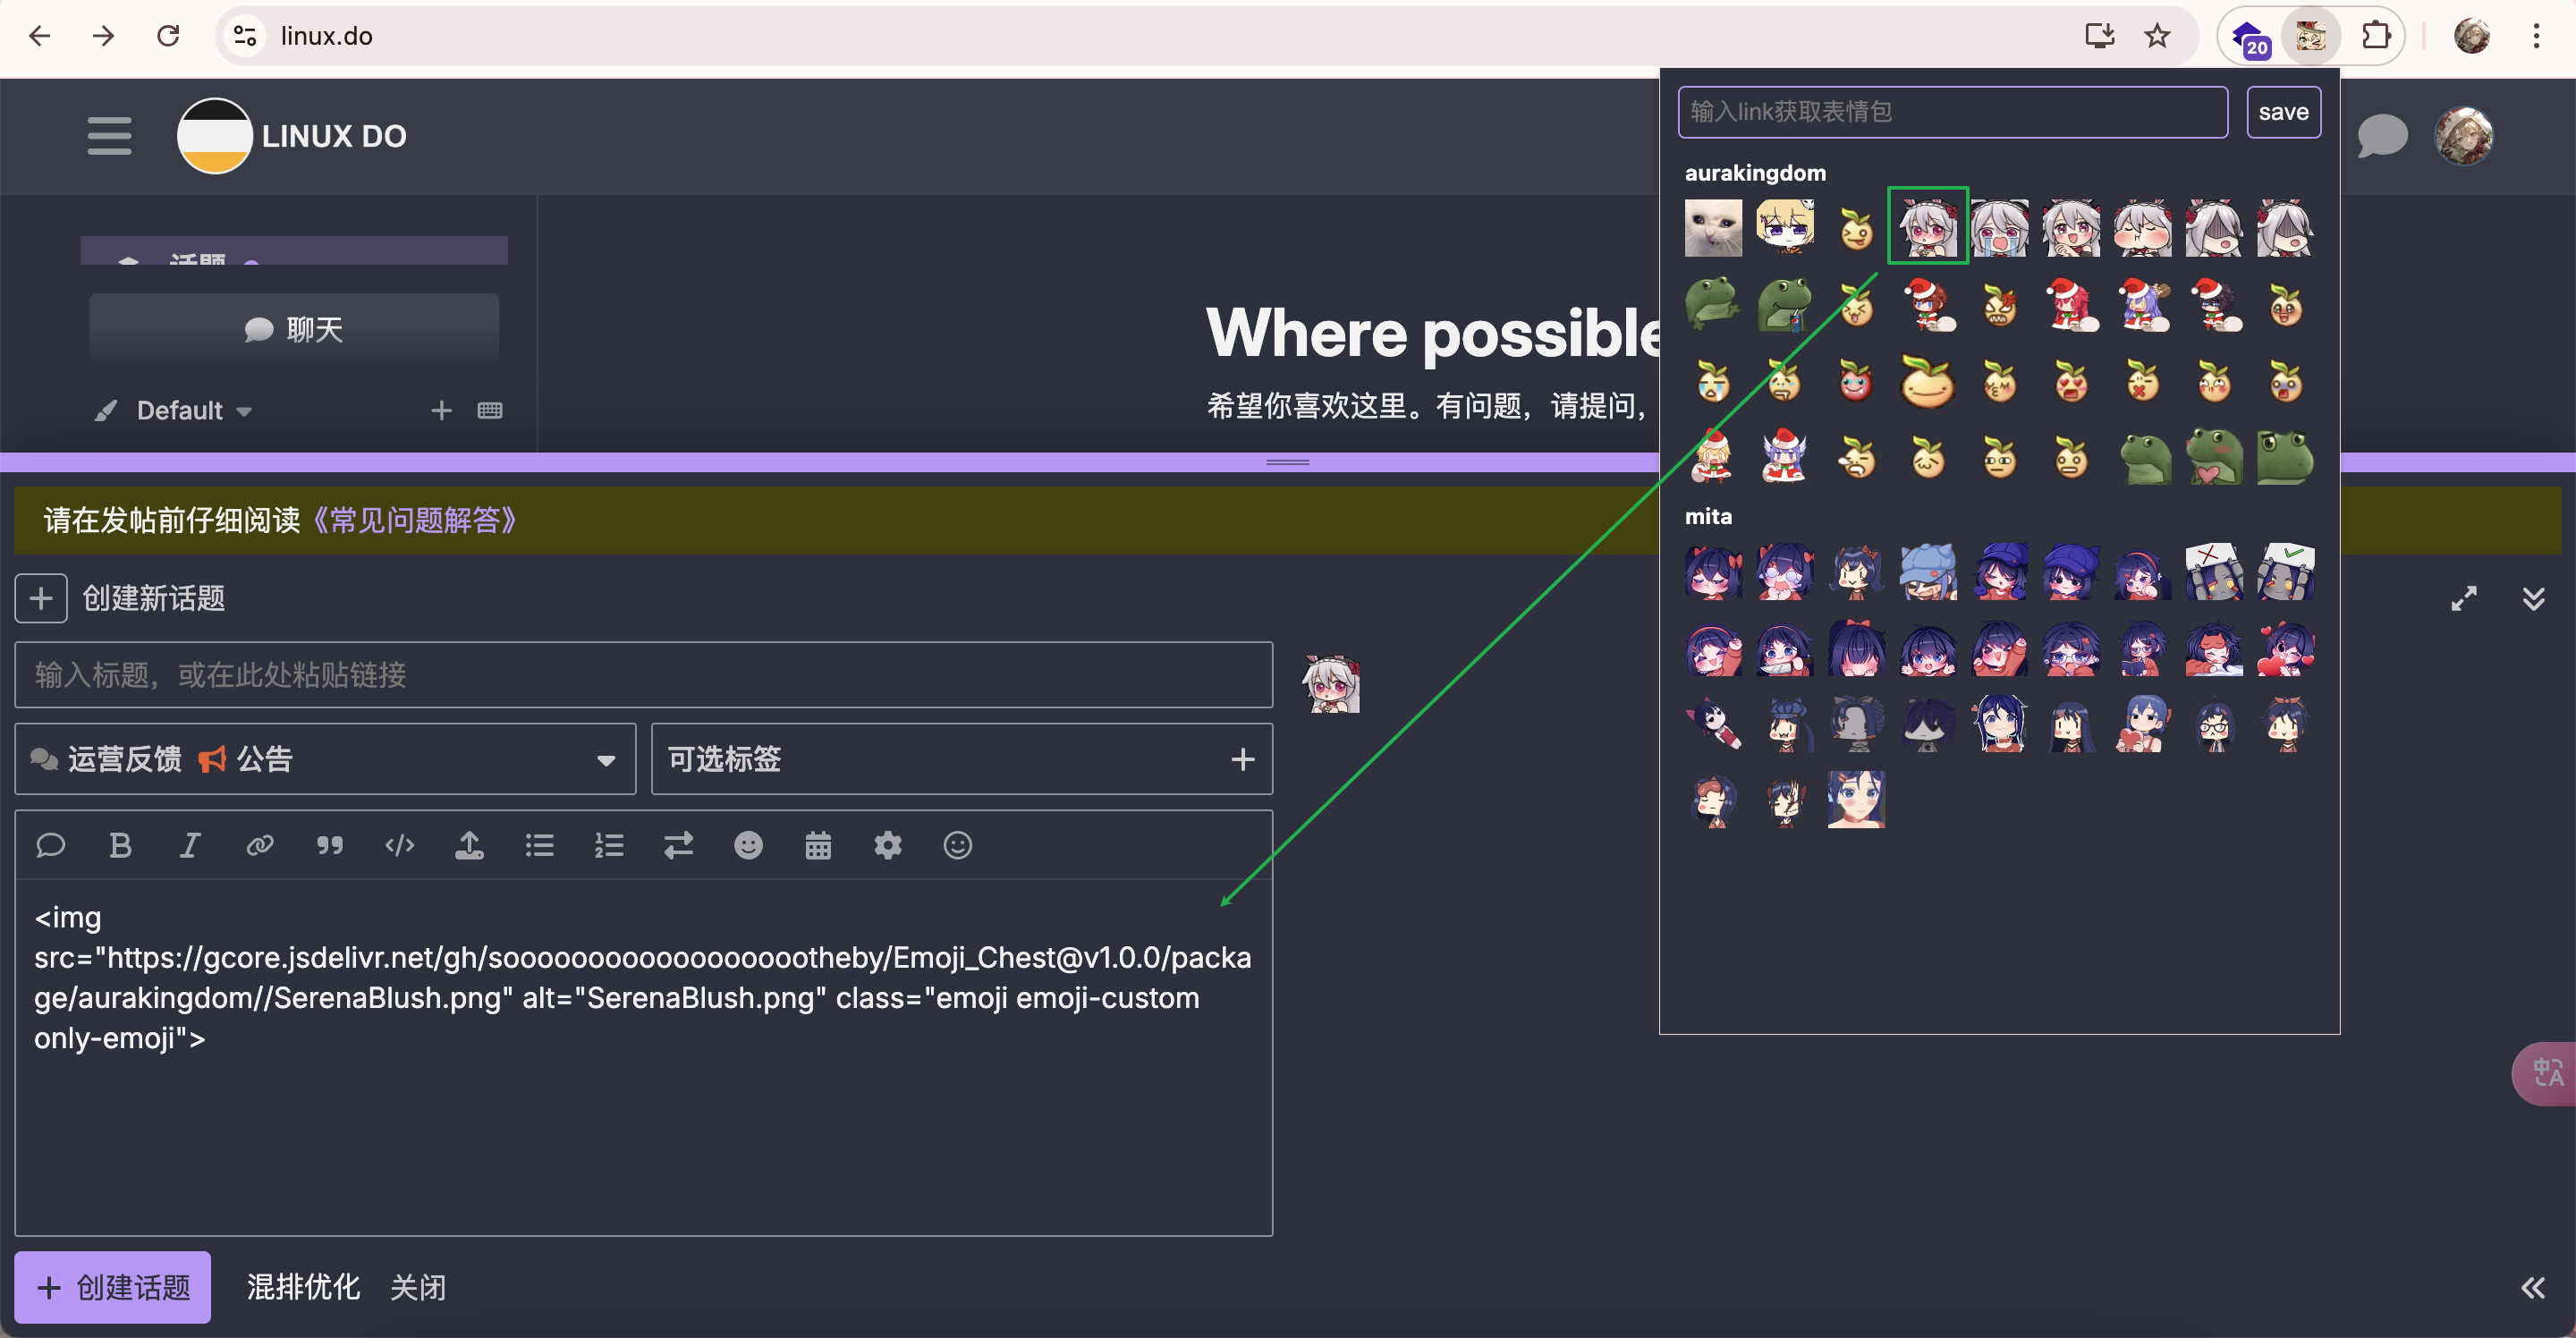 linux.do
20
LINUX DO
输入link获取表情包
save
aurakingdom
话题
聊天
Default
Where possible
希望你喜欢这里。有问题，请提问，
mita
请在发帖前仔细阅读《常见问题解答》
创建新话题
输入标题，或在此处粘贴链接
运营反馈 公告
可选标签
<img
src="https://gcore.jsdelivr.net/gh/soooooooooooooooooootheby/Emoji_Chest@v1.0.0/packa
ge/aurakingdom//SerenaBlush.png" alt="SerenaBlush.png" class="emoji emoji-custom
only-emoji">
中A
创建话题
混排优化
关闭